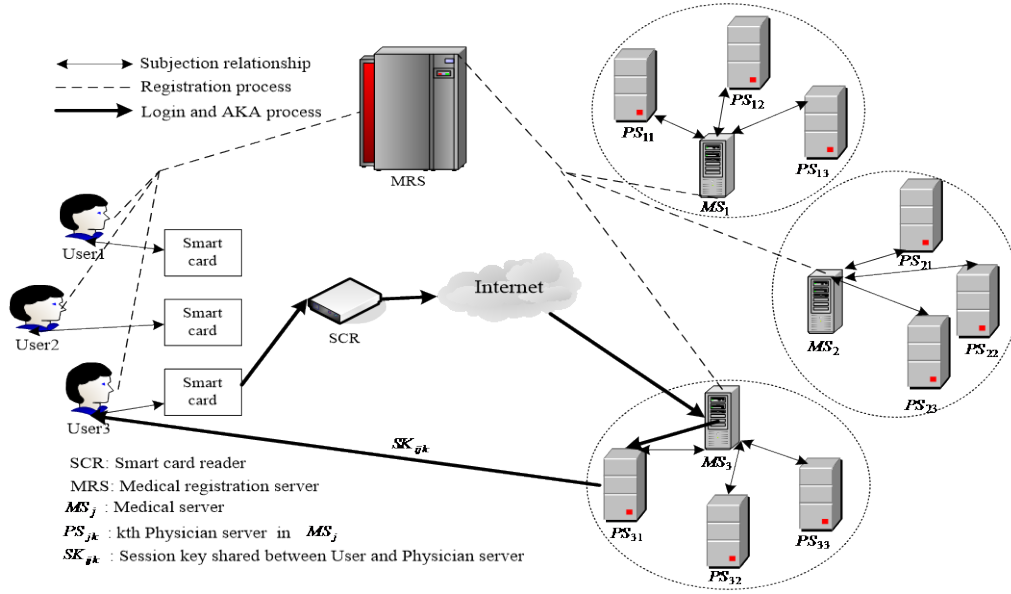 Subjection relationship
Registration process
Login and AKA process
MRS
PS11
PS12
PS13
MS1
User1
Smart
card
User2
Smart
card
User3
Smart
card
SCR
Internet
PS21
PS22
PS23
MS2
SKijk
MS3
PS31
PS32
PS33
SCR: Smart card reader
MRS: Medical registration server
MSj : Medical server
PSjk : kth Physician server in MSj
SKijk : Session key shared between User and Physician server